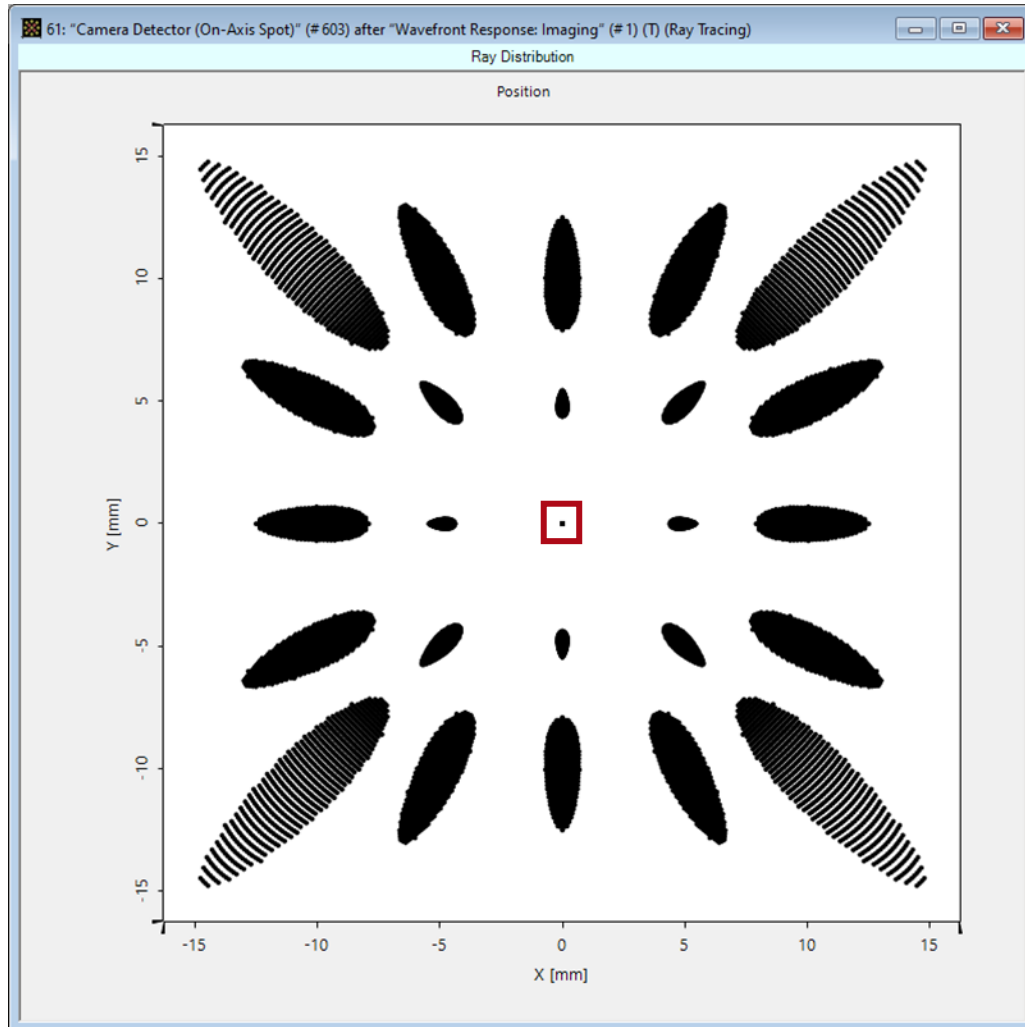 61: "Camera Detector (On-Axis Spot)" (# 603) after "Wavefront Response: Imaging" (# 1) (T) (Ray Tracing)
Ray Distribution
Position
15
10
5
0
-5
-10
-15
Y [mm]
-15 -10 -5 0 5 10 15
X [mm]